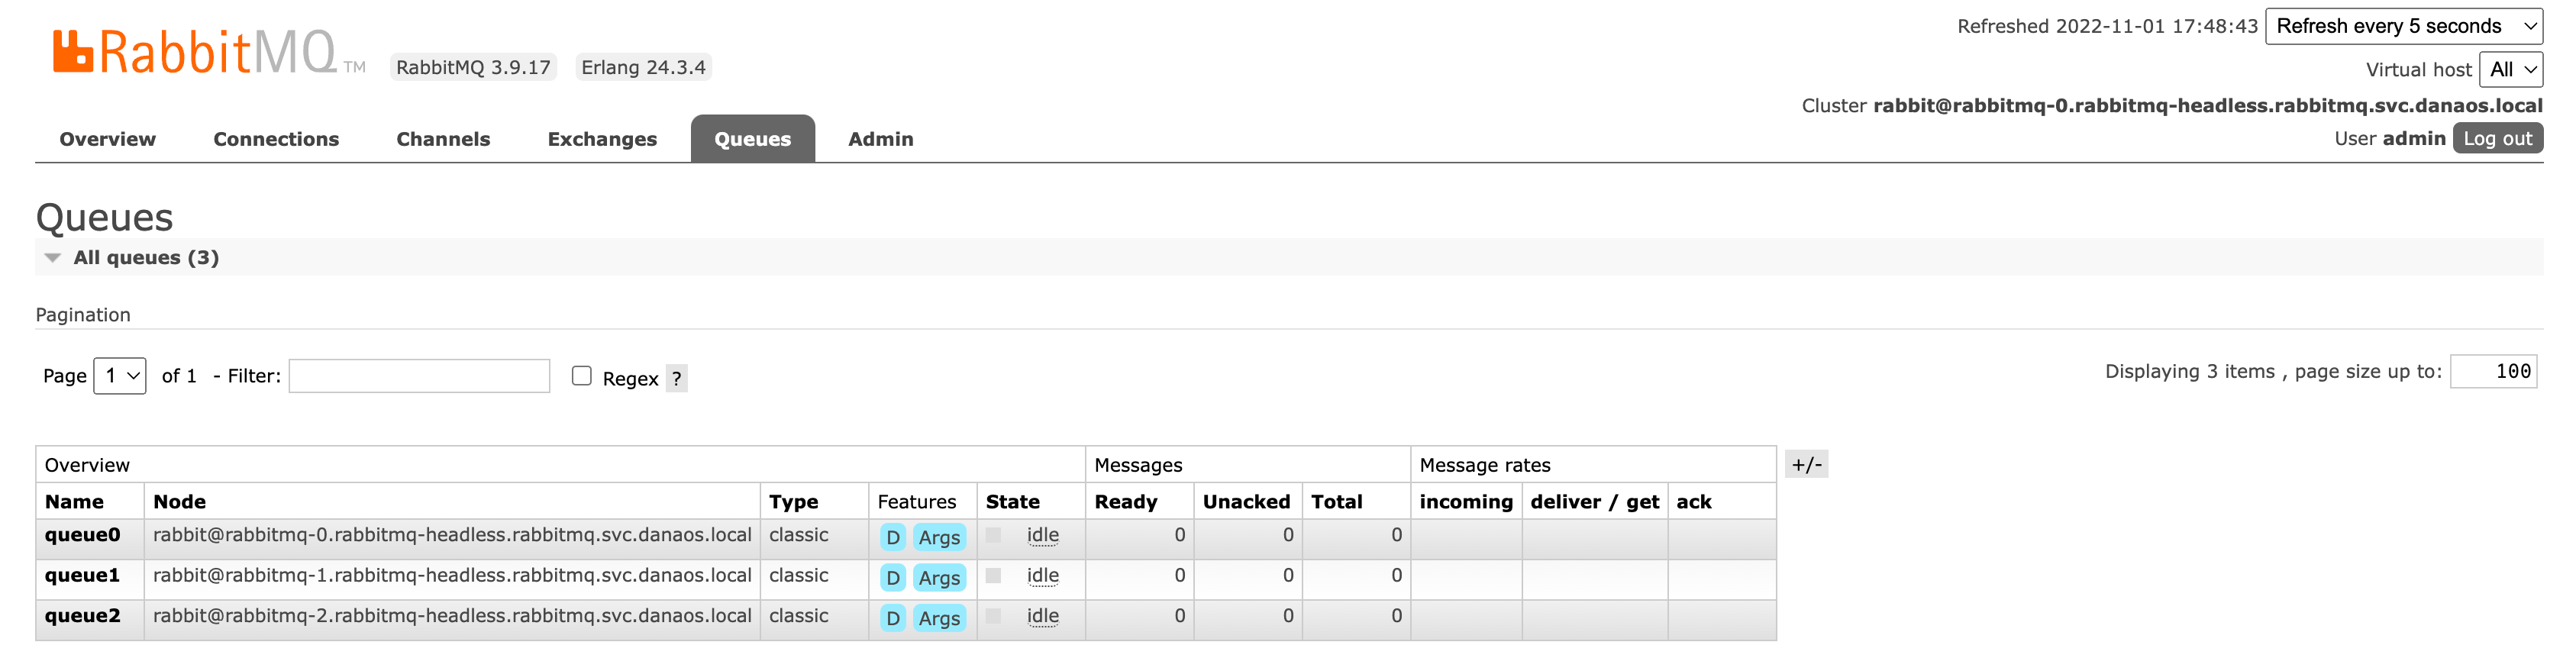 Refreshed 2022-11-01 17:48:43 Refresh every 5 seconds
RabbitMQ TM RabbitMQ 3.9.17 Erlang 24.3.4
Virtual host All
Cluster rabbit@rabbitmq-0.rabbitmq-headless.rabbitmq.svc.danaos.local
Overview Connections Channels Exchanges Queues Admin
User admin Log out
Queues
All queues (3)
Pagination
Page 1 of 1 - Filter: Regex ?
Displaying 3 items , page size up to: 100
Overview Messages Message rates +/-
Name Node Type Features State Ready Unacked Total incoming deliver / get ack
queue0 rabbit@rabbitmq-0.rabbitmq-headless.rabbitmq.svc.danaos.local classic D Args idle 0 0 0
queue1 rabbit@rabbitmq-1.rabbitmq-headless.rabbitmq.svc.danaos.local classic D Args idle 0 0 0
queue2 rabbit@rabbitmq-2.rabbitmq-headless.rabbitmq.svc.danaos.local classic D Args idle 0 0 0